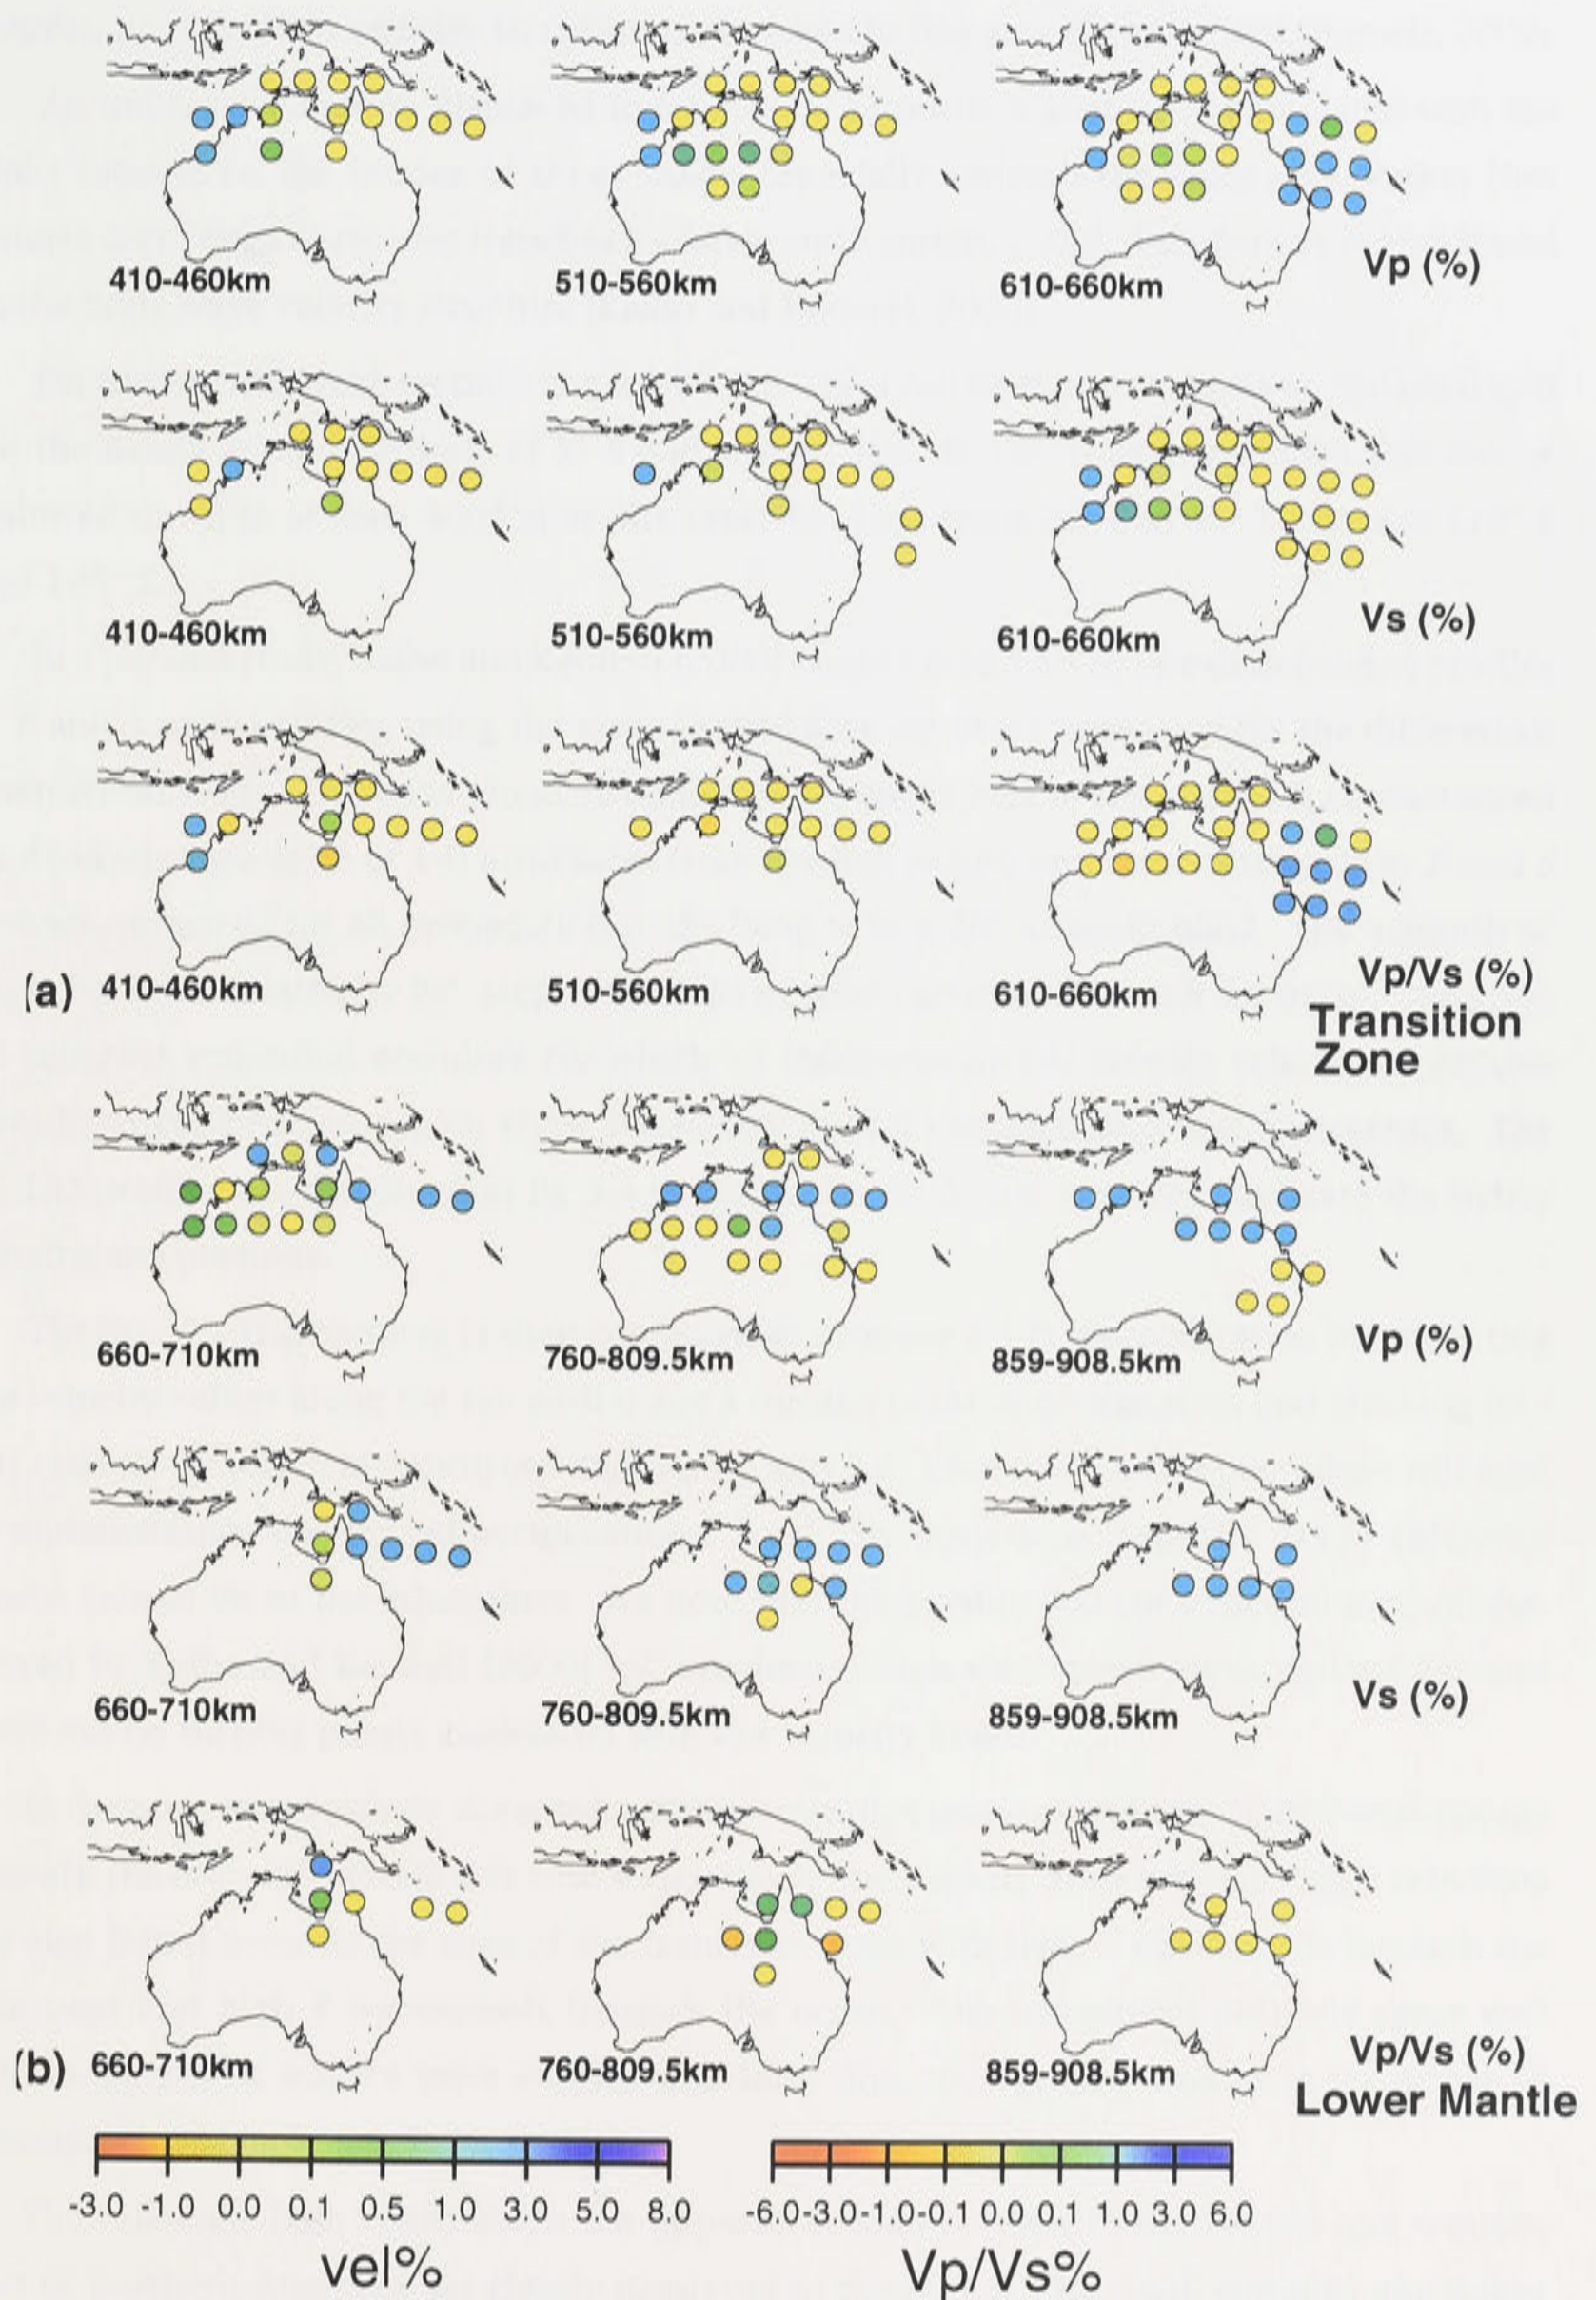 410-460km
510-560km
610-660km
Vp (%)
410-460km
510-560km
610-660km
Vs (%)
(a)
410-460km
510-560km
610-660km
Vp/Vs (%)
Transition
Zone
660-710km
760-809.5km
859-908.5km
Vp (%)
660-710km
760-809.5km
859-908.5km
Vs (%)
(b)
660-710km
760-809.5km
859-908.5km
Vp/Vs (%)
Lower Mantle
-3.0 -1.0 0.0 0.1 0.5 1.0 3.0 5.0 8.0
vel%
-6.0 -3.0 -1.0 -0.1 0.0 0.1 1.0 3.0 6.0
Vp/Vs%